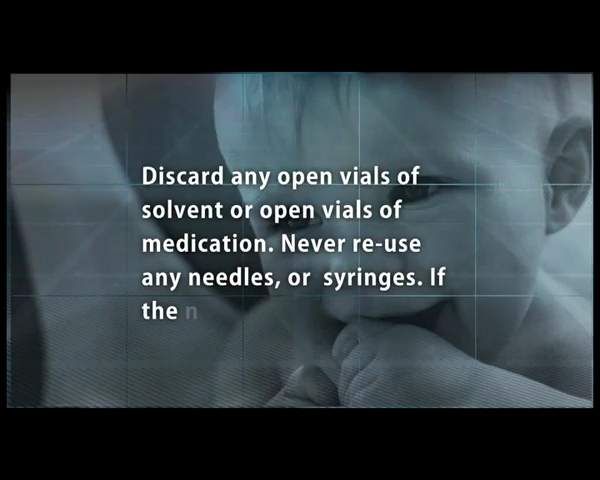 Discard any open vials of
solvent or open vials of
medication. Never re-use
any needles, or  syringes. If
the n